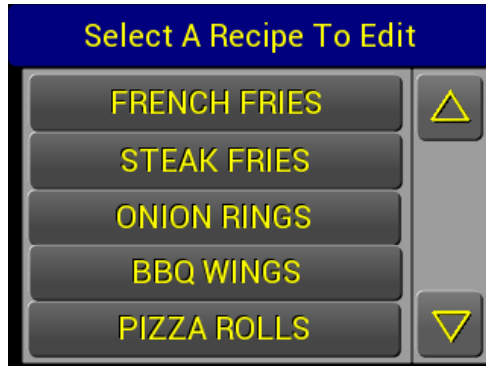 Select A Recipe To Edit
FRENCH FRIES
STEAK FRIES
ONION RINGS
BBQ WINGS
PIZZA ROLLS